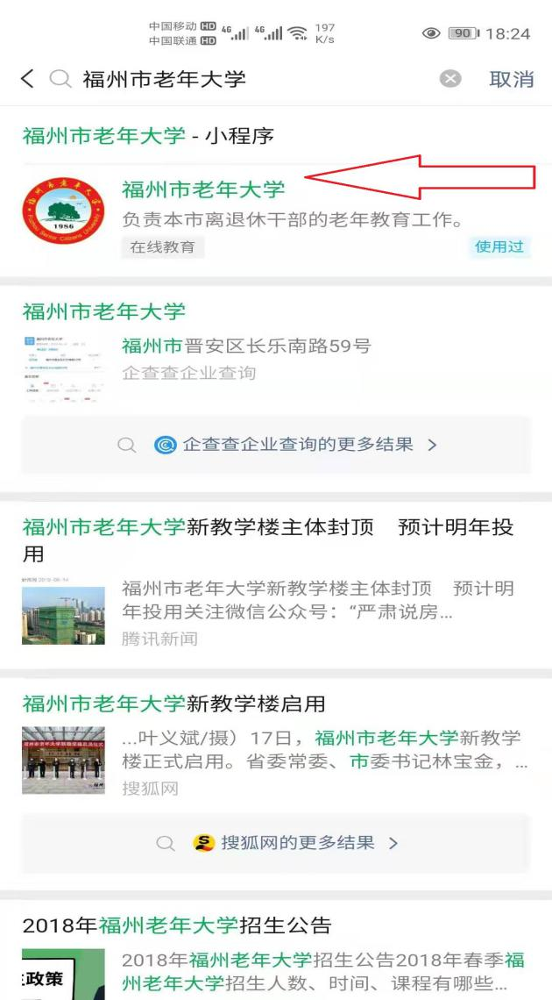 中国移动 HD 4G 4G 197
中国联通 HD K/s
90 18:24
福州市老年大学 取消
福州市老年大学 - 小程序
福州市老年大学
福州市老年大学
Fuzhou Senior Citizens University
1986
负责本市离退休干部的老年教育工作。
在线教育 使用过
福州市老年大学
福州市晋安区长乐南路59号
企查查企业查询
企查查企业查询的更多结果
福州市老年大学新教学楼主体封顶 预计明年投
用
福州市老年大学新教学楼主体封顶 预计明
年投用关注微信公众号：“严肃说房...
腾讯新闻
福州市老年大学新教学楼启用
...叶义斌/摄）17日，福州市老年大学新教学
楼正式启用。省委常委、市委书记林宝金，...
搜狐网
搜狐网的更多结果
2018年福州老年大学招生公告
政策
2018年福州老年大学招生公告2018年春季福
州老年大学招生人数、时间、课程有哪些...